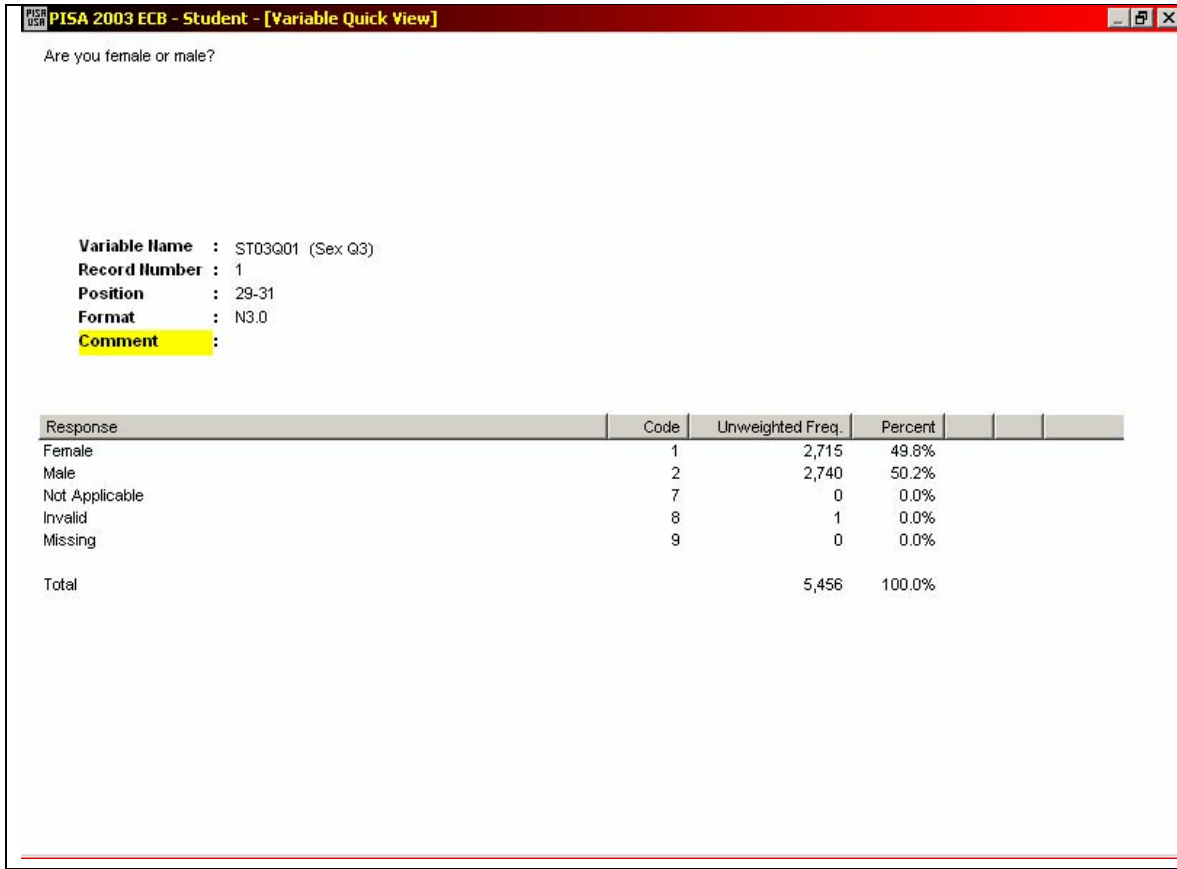 PISA USA PISA 2003 ECB - Student - [Variable Quick View]
Are you female or male?
Variable Name : ST03Q01 (Sex Q3)
Record Number : 1
Position : 29-31
Format : N3.0
Comment :
Response Code Unweighted Freq. Percent
Female 1 2,715 49.8%
Male 2 2,740 50.2%
Not Applicable 7 0 0.0%
Invalid 8 1 0.0%
Missing 9 0 0.0%
Total 5,456 100.0%